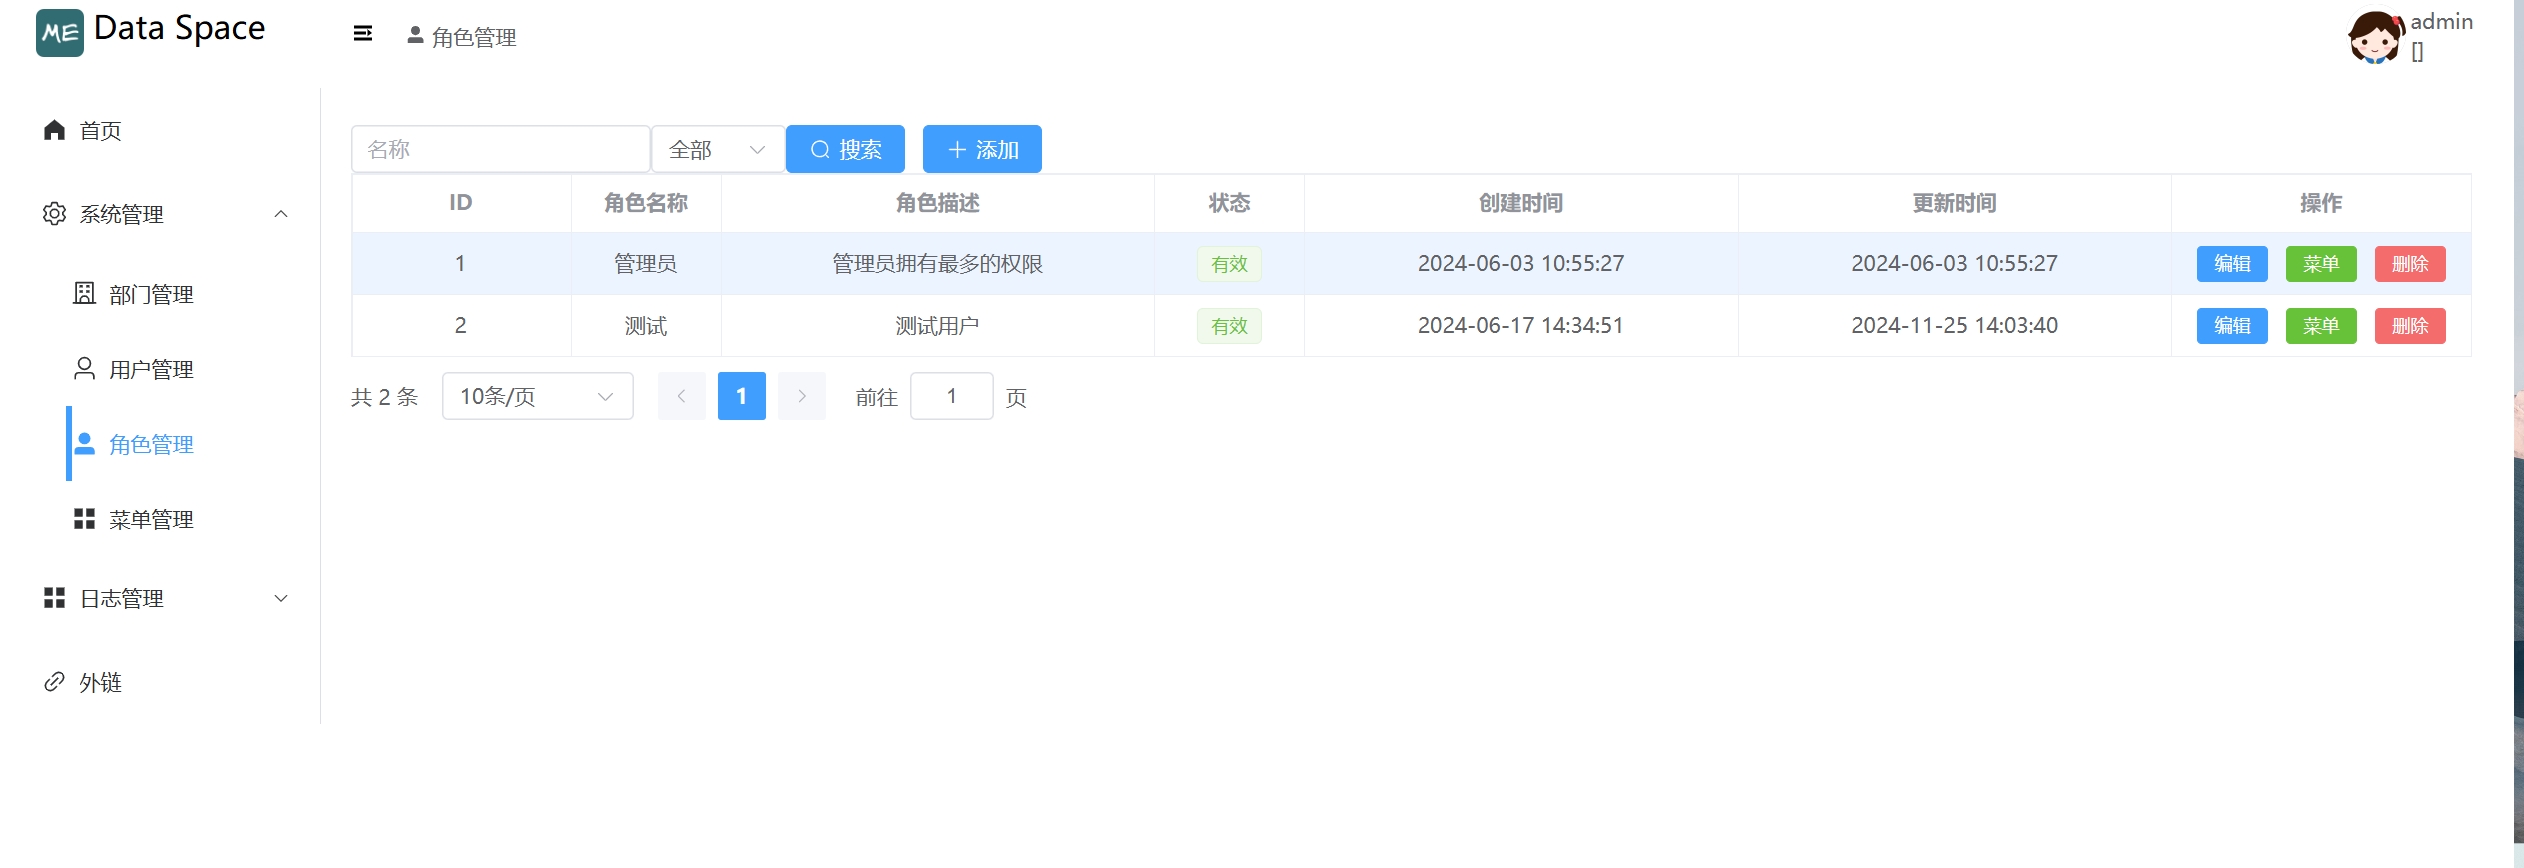 ME Data Space
角色管理
admin
[]
首页
系统管理
部门管理
用户管理
角色管理
菜单管理
日志管理
外链
名称 全部 搜索 添加
ID 角色名称 角色描述 状态 创建时间 更新时间 操作
1 管理员 管理员拥有最多的权限 有效 2024-06-03 10:55:27 2024-06-03 10:55:27 编辑 菜单 删除
2 测试 测试用户 有效 2024-06-17 14:34:51 2024-11-25 14:03:40 编辑 菜单 删除
共 2 条 10条/页 1 前往 1 页